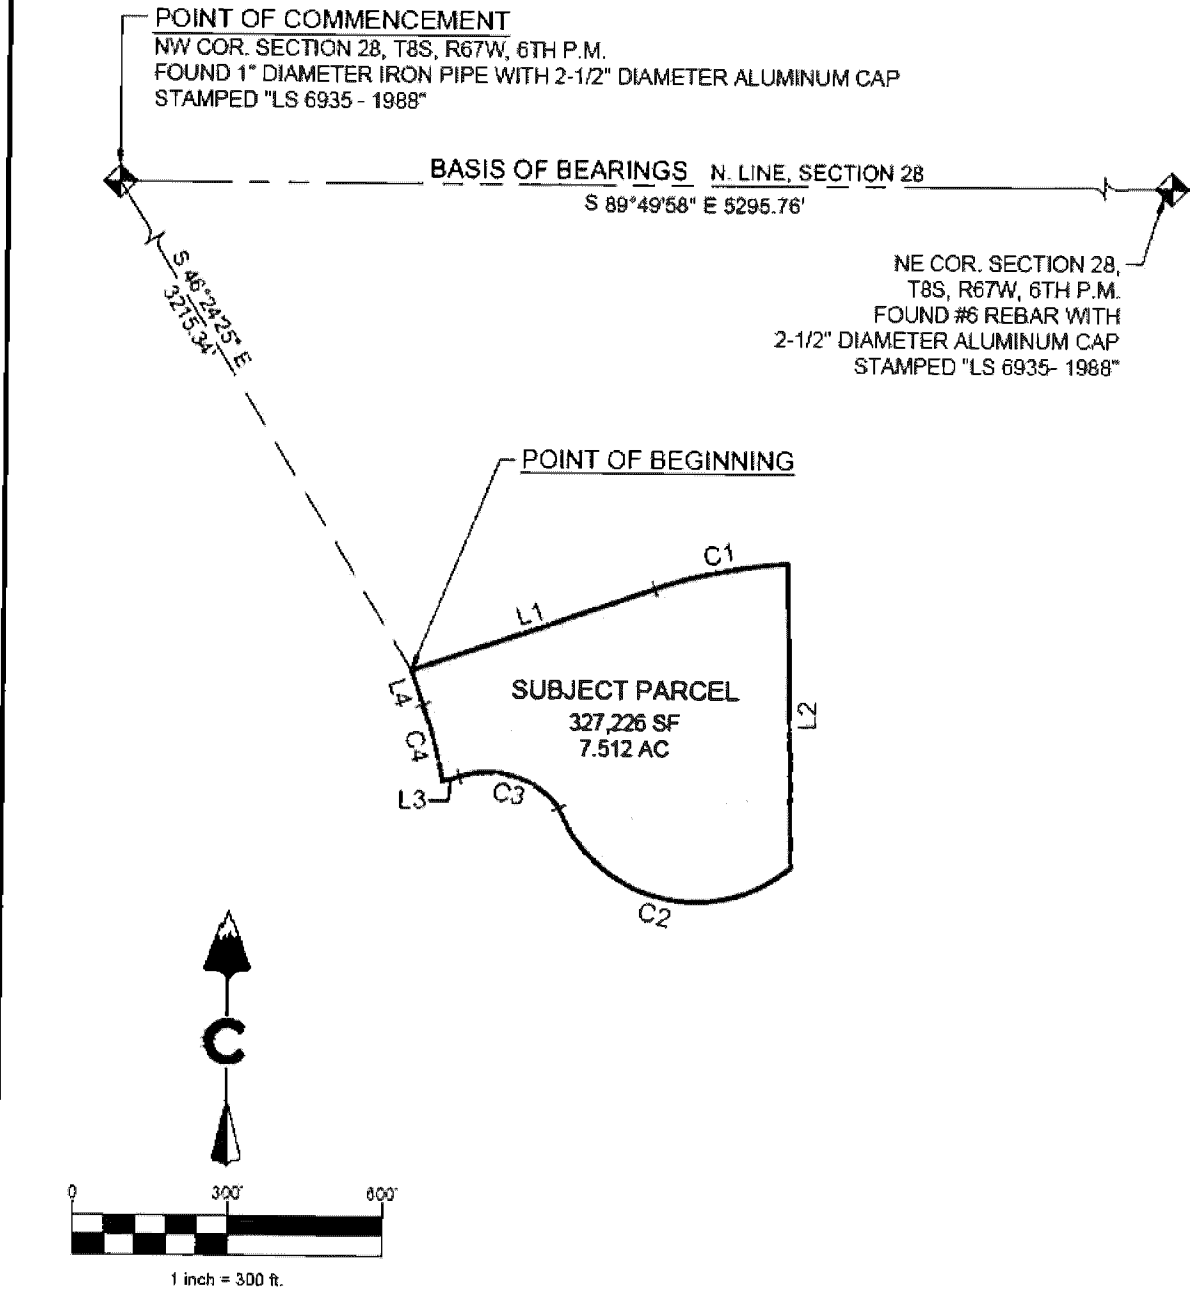 POINT OF COMMENCEMENT
NW COR. SECTION 28, T8S, R67W, 6TH P.M.
FOUND 1" DIAMETER IRON PIPE WITH 2-1/2" DIAMETER ALUMINUM CAP
STAMPED "LS 6935 - 1988"
BASIS OF BEARINGS N. LINE, SECTION 28
S 89°49'58" E 5295.76'
S 46°24'25" E
3215.34'
NE COR. SECTION 28,
T8S, R67W, 6TH P.M.
FOUND #6 REBAR WITH
2-1/2" DIAMETER ALUMINUM CAP
STAMPED "LS 6935- 1988"
POINT OF BEGINNING
C1
L1
L4
SUBJECT PARCEL
327,226 SF
7.512 AC
L2
C4
L3
C3
C2
C
0 300' 600'
1 inch = 300 ft.